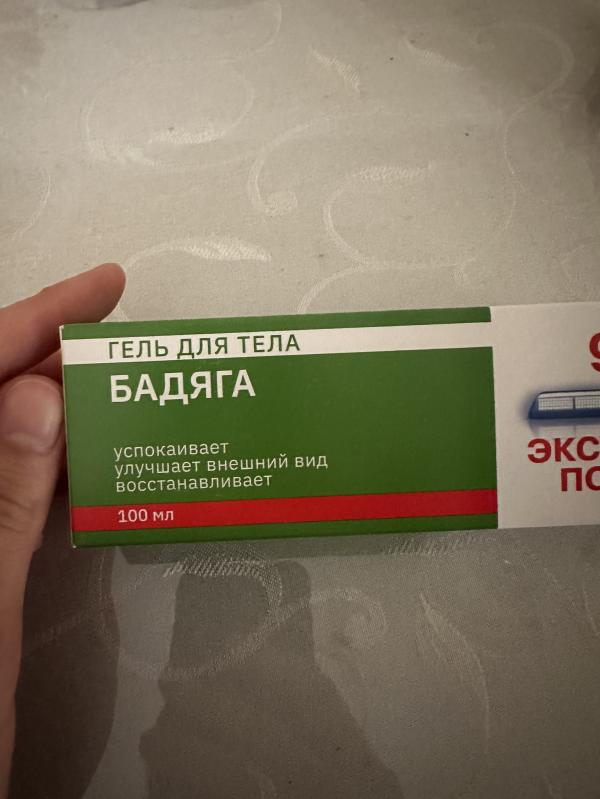 ГЕЛЬ ДЛЯ ТЕЛА
БАДЯГА
успокаивает
улучшает внешний вид
восстанавливает
100 мл